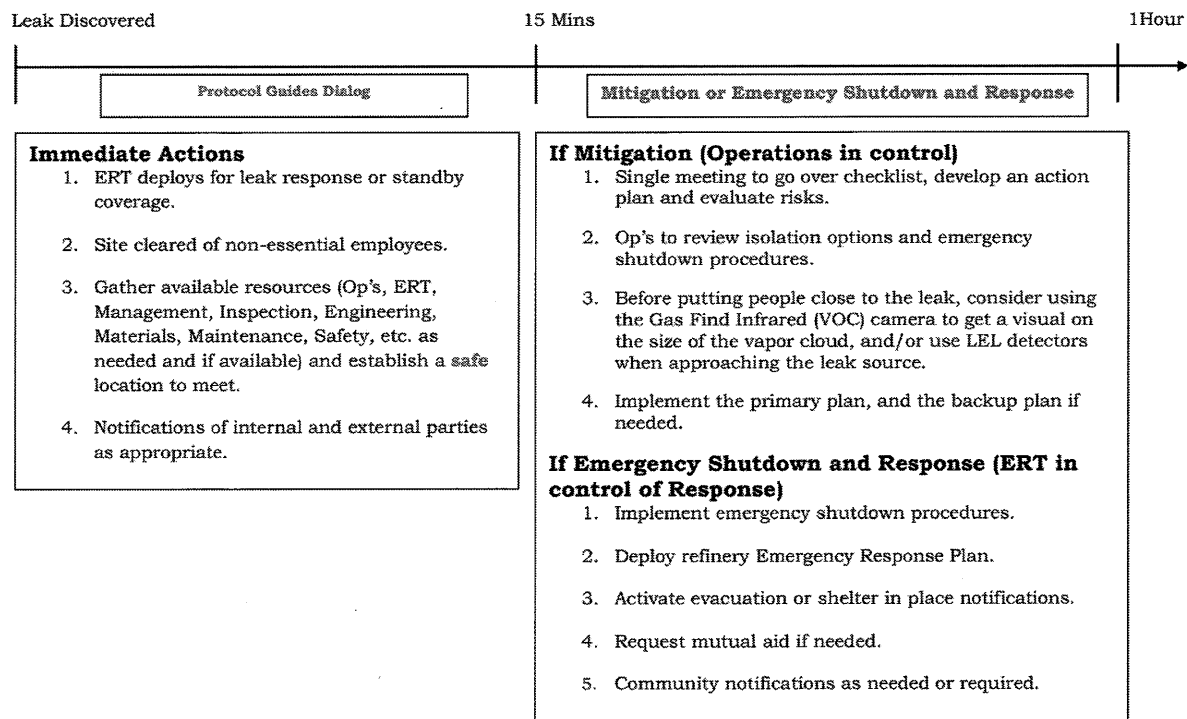 Leak Discovered
15 Mins
1Hour
Protocol Guides Dialog
Mitigation or Emergency Shutdown and Response
Immediate Actions
1. ERT deploys for leak response or standby
coverage.
2. Site cleared of non-essential employees.
3. Gather available resources (Op's, ERT,
Management, Inspection, Engineering,
Materials, Maintenance, Safety, etc. as
needed and if available) and establish a safe
location to meet.
4. Notifications of internal and external parties
as appropriate.
If Mitigation (Operations in control)
1. Single meeting to go over checklist, develop an action
plan and evaluate risks.
2. Op's to review isolation options and emergency
shutdown procedures.
3. Before putting people close to the leak, consider using
the Gas Find Infrared (VOC) camera to get a visual on
the size of the vapor cloud, and/or use LEL detectors
when approaching the leak source.
4. Implement the primary plan, and the backup plan if
needed.
If Emergency Shutdown and Response (ERT in
control of Response)
1. Implement emergency shutdown procedures.
2. Deploy refinery Emergency Response Plan.
3. Activate evacuation or shelter in place notifications.
4. Request mutual aid if needed.
5. Community notifications as needed or required.